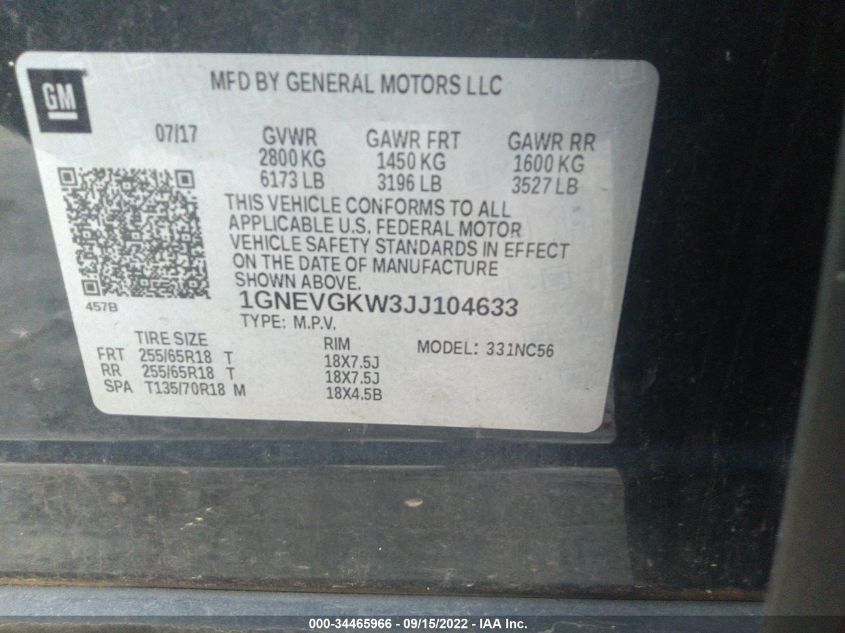 GM
MFD BY GENERAL MOTORS LLC
07/17 GVWR GAWR FRT GAWR RR
2800 KG 1450 KG 1600 KG
6173 LB 3196 LB 3527 LB
THIS VEHICLE CONFORMS TO ALL
APPLICABLE U.S. FEDERAL MOTOR
VEHICLE SAFETY STANDARDS IN EFFECT
ON THE DATE OF MANUFACTURE
SHOWN ABOVE.
457B
1GNEVGKW3JJ104633
TYPE: M.P.V.
TIRE SIZE RIM MODEL: 331NC56
FRT 255/65R18 T 18X7.5J
RR 255/65R18 T 18X7.5J
SPA T135/70R18 M 18X4.5B
000-34465966 - 09/15/2022 - IAA Inc.